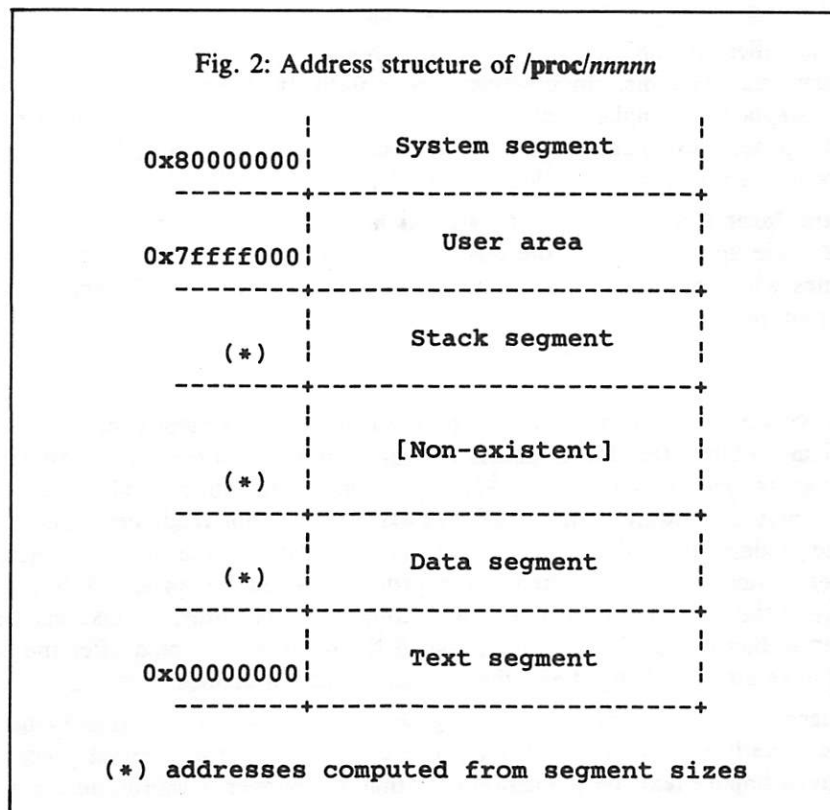 Fig. 2: Address structure of /proc/nnnnn
System segment
0x80000000
User area
0x7ffff000
Stack segment
(*)
[Non-existent]
(*)
Data segment
(*)
Text segment
0x00000000
(*) addresses computed from segment sizes